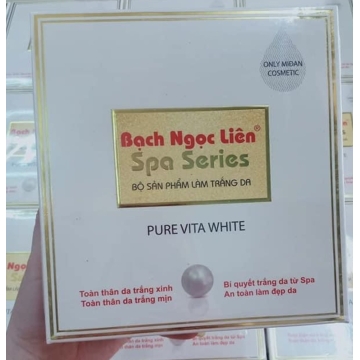 ONLY MIDAN
COSMETIC
Bạch Ngọc Liên®
Spa Series
BỘ SẢN PHẨM LÀM TRẮNG DA
PURE VITA WHITE
Toàn thân da trắng xinh
Toàn thân da trắng mịn
Bí quyết trắng da từ Spa
An toàn làm đẹp da